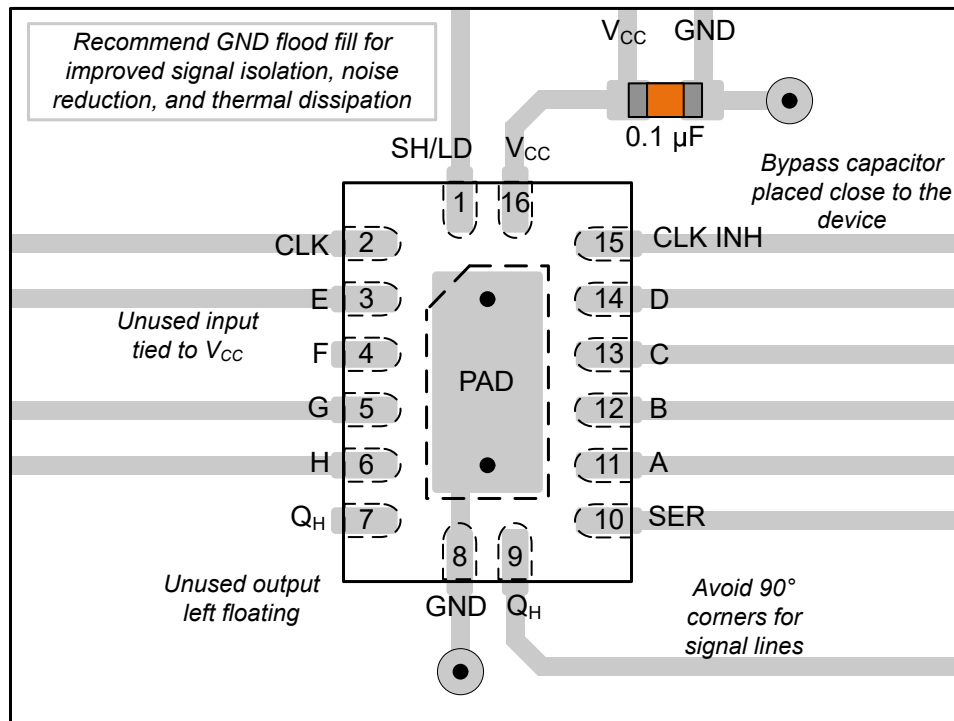 Recommend GND flood fill for
improved signal isolation, noise
reduction, and thermal dissipation
VCC GND
0.1 µF
SH/LD VCC
Bypass capacitor
placed close to the
device
1 16
CLK 2
15 CLK INH
E 3
14 D
Unused input
tied to VCC
F 4
13 C
PAD
G 5
12 B
H 6
11 A
QH 7
10 SER
8 9
Unused output
left floating
GND QH
Avoid 90°
corners for
signal lines